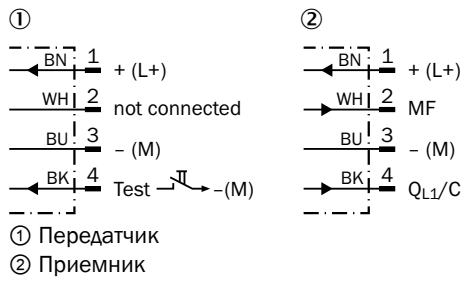 ① ②
BN 1 + (L+) BN 1 + (L+)
WH 2 not connected WH 2 MF
BU 3 – (M) BU 3 – (M)
BK 4 Test –(M) BK 4 QL1/C
① Передатчик
② Приемник